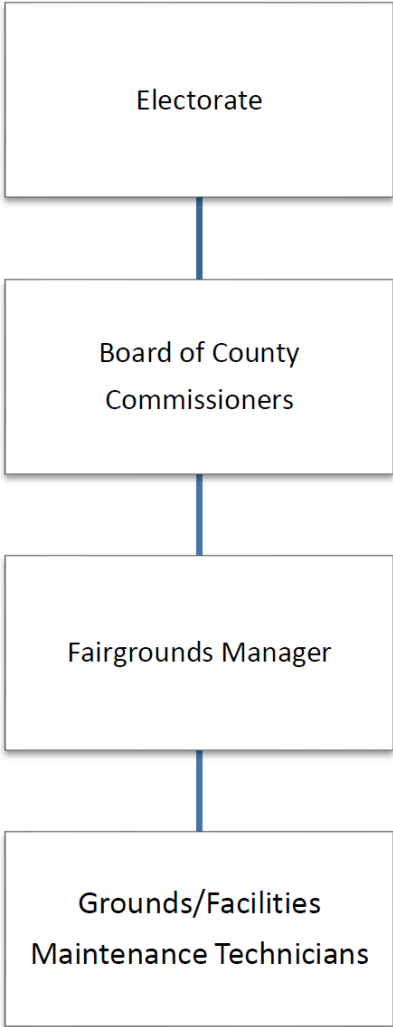 Electorate
Board of County
Commissioners
Fairgrounds Manager
Grounds/Facilities
Maintenance Technicians